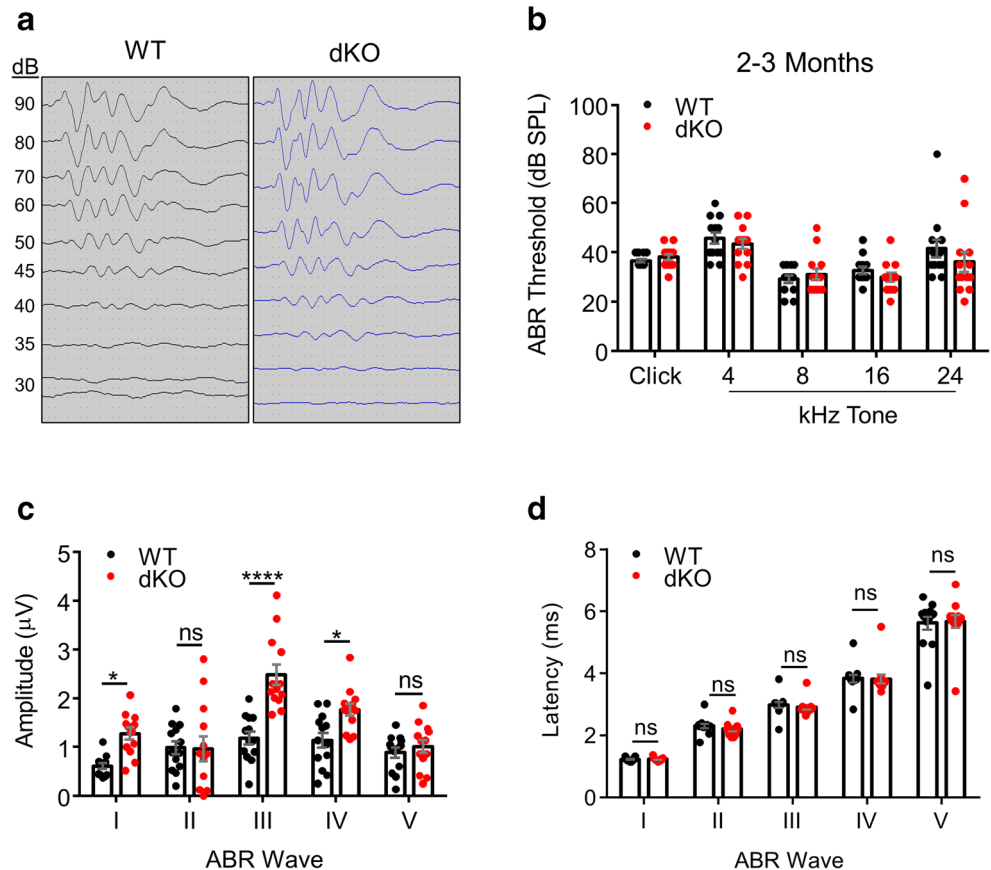 a
WT
dKO
dB
90
80
70
60
50
45
40
35
30
b
2-3 Months
ABR Threshold (dB SPL)
100
80
60
40
20
0
WT
dKO
Click
4
8
16
24
kHz Tone
c
Amplitude (μV)
5
4
3
2
1
0
WT
dKO
*
ns
****
*
ns
I
II
III
IV
V
ABR Wave
d
Latency (ms)
8
6
4
2
0
WT
dKO
ns
ns
ns
ns
ns
I
II
III
IV
V
ABR Wave